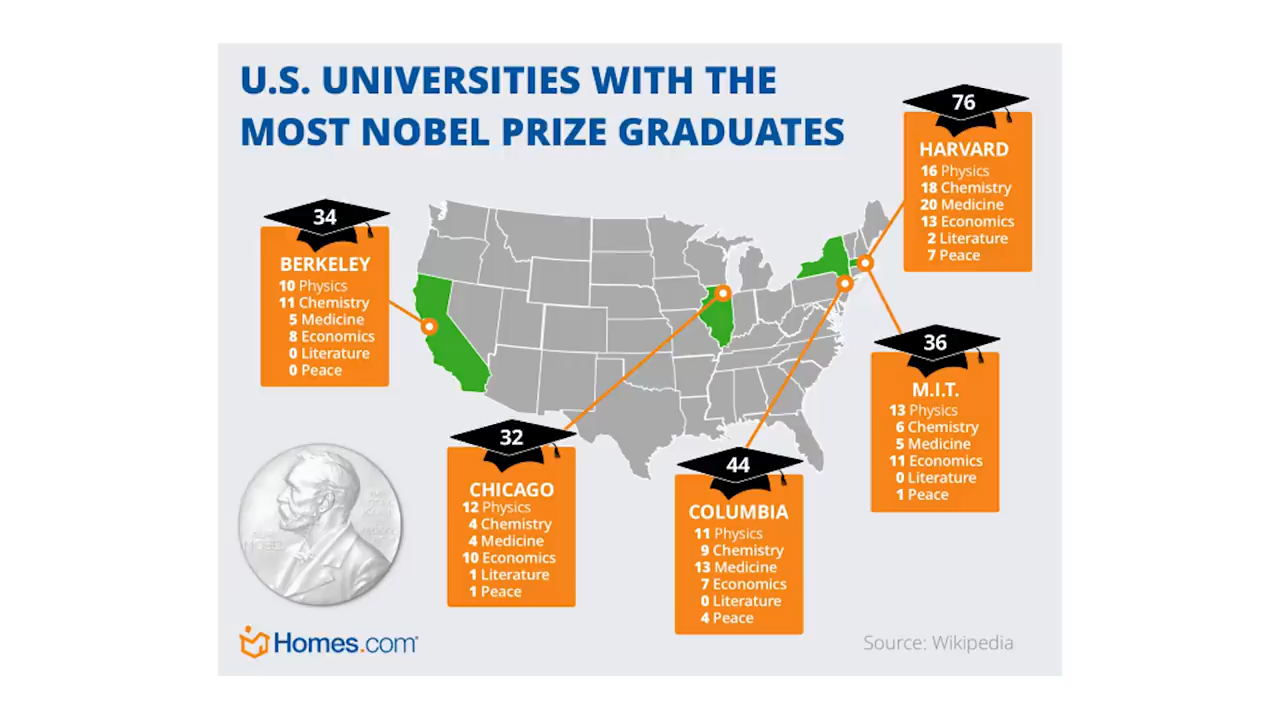 U.S. UNIVERSITIES WITH THE
MOST NOBEL PRIZE GRADUATES
34
BERKELEY
10 Physics
11 Chemistry
5 Medicine
8 Economics
0 Literature
0 Peace
76
HARVARD
16 Physics
18 Chemistry
20 Medicine
13 Economics
2 Literature
7 Peace
36
M.I.T.
13 Physics
6 Chemistry
5 Medicine
11 Economics
0 Literature
1 Peace
32
CHICAGO
12 Physics
4 Chemistry
4 Medicine
10 Economics
1 Literature
1 Peace
44
COLUMBIA
11 Physics
9 Chemistry
13 Medicine
7 Economics
0 Literature
4 Peace
NOBEL
Homes.com
Source: Wikipedia